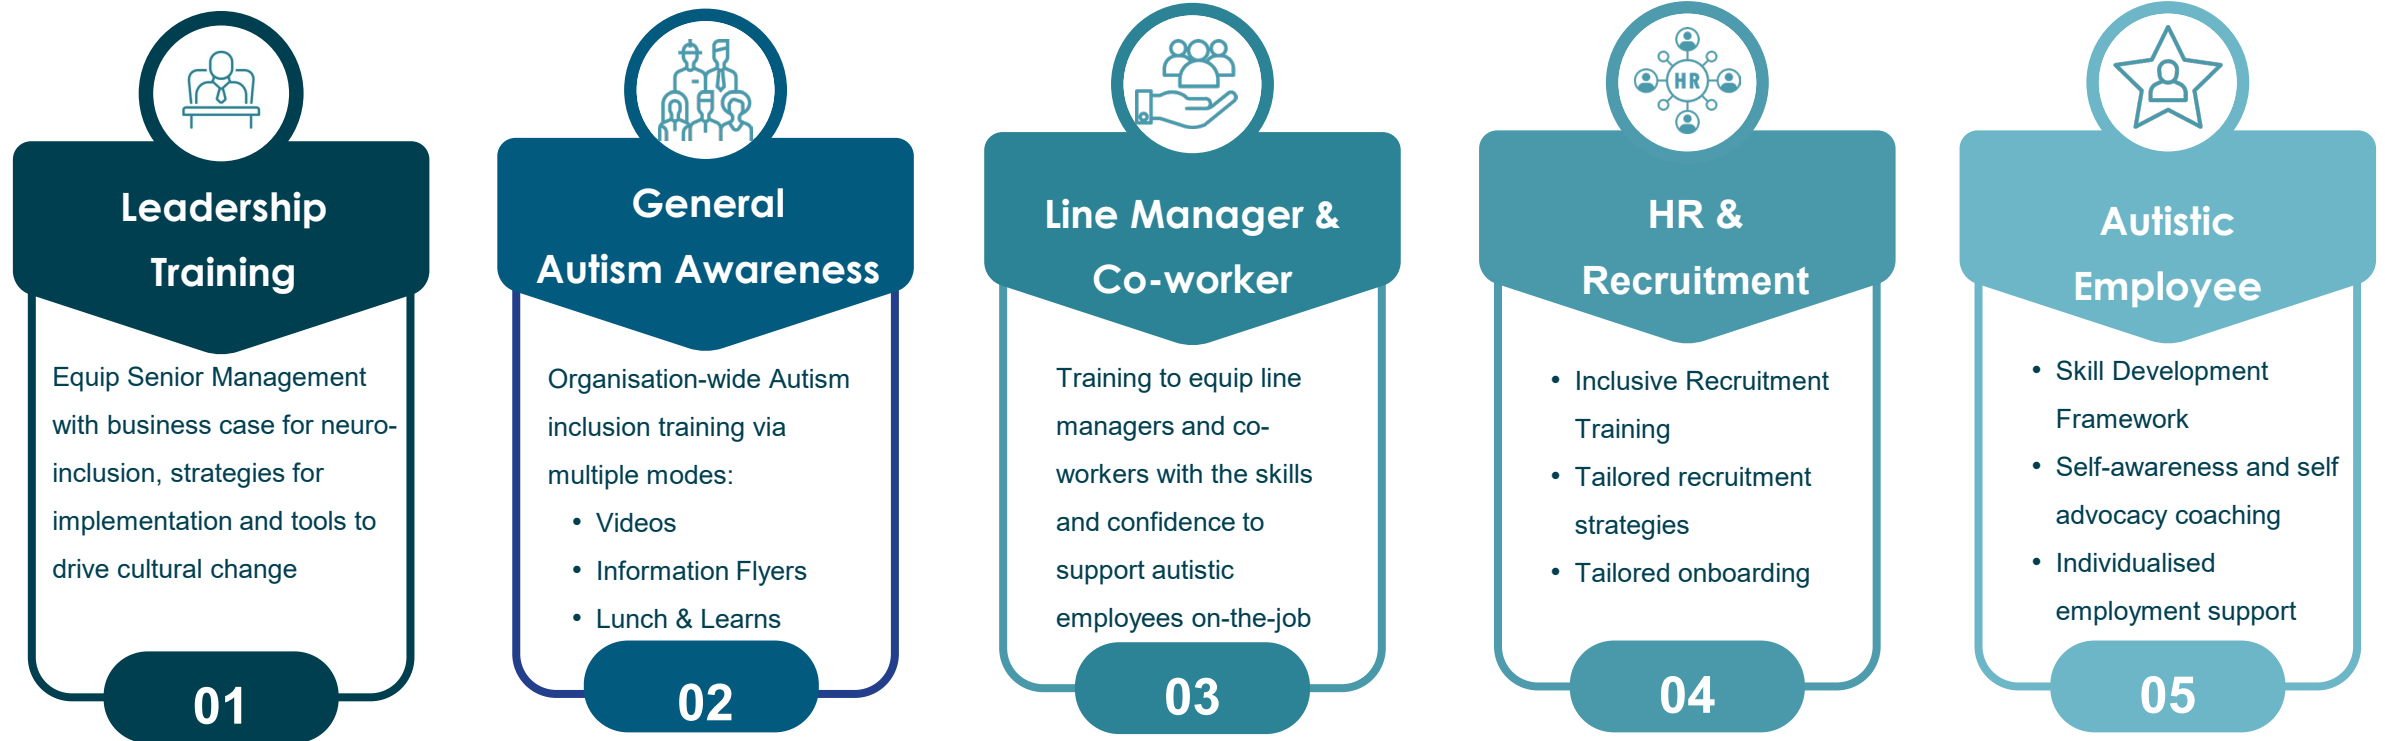 Leadership
Training
Equip Senior Management
with business case for neuro-
inclusion, strategies for
implementation and tools to
drive cultural change
01
General
Autism Awareness
Organisation-wide Autism
inclusion training via
multiple modes:
• Videos
• Information Flyers
• Lunch & Learns
02
Line Manager &
Co-worker
Training to equip line
managers and co-
workers with the skills
and confidence to
support autistic
employees on-the-job
03
HR
HR &
Recruitment
• Inclusive Recruitment
Training
• Tailored recruitment
strategies
• Tailored onboarding
04
Autistic
Employee
• Skill Development
Framework
• Self-awareness and self
advocacy coaching
• Individualised
employment support
05